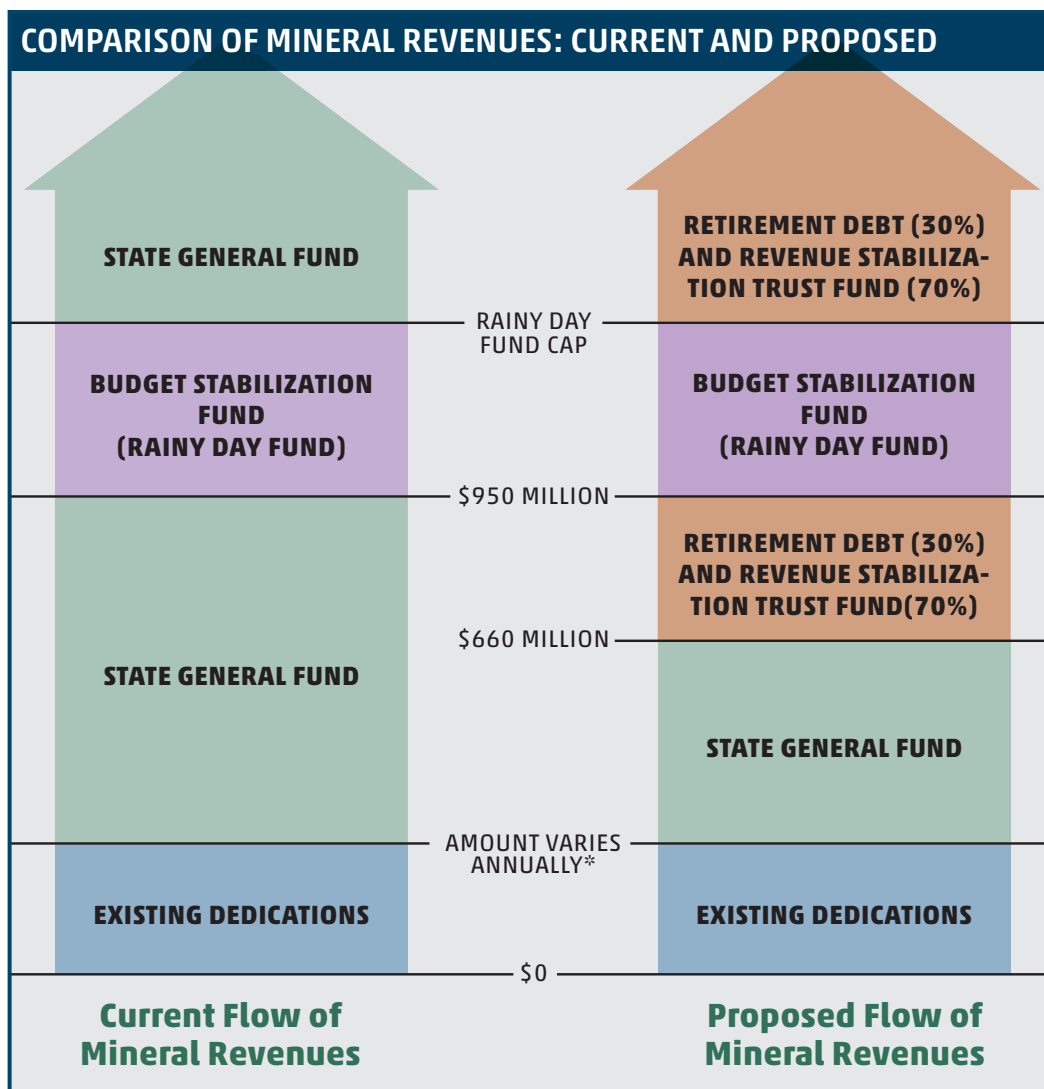 COMPARISON OF MINERAL REVENUES: CURRENT AND PROPOSED
STATE GENERAL FUND
RETIREMENT DEBT (30%)
AND REVENUE STABILIZA-
TION TRUST FUND (70%)
RAINY DAY
FUND CAP
BUDGET STABILIZATION
FUND
(RAINY DAY FUND)
BUDGET STABILIZATION
FUND
(RAINY DAY FUND)
$950 MILLION
RETIREMENT DEBT (30%)
AND REVENUE STABILIZA-
TION TRUST FUND(70%)
$660 MILLION
STATE GENERAL FUND
STATE GENERAL FUND
AMOUNT VARIES
ANNUALLY*
EXISTING DEDICATIONS
EXISTING DEDICATIONS
$0
Current Flow of
Mineral Revenues
Proposed Flow of
Mineral Revenues